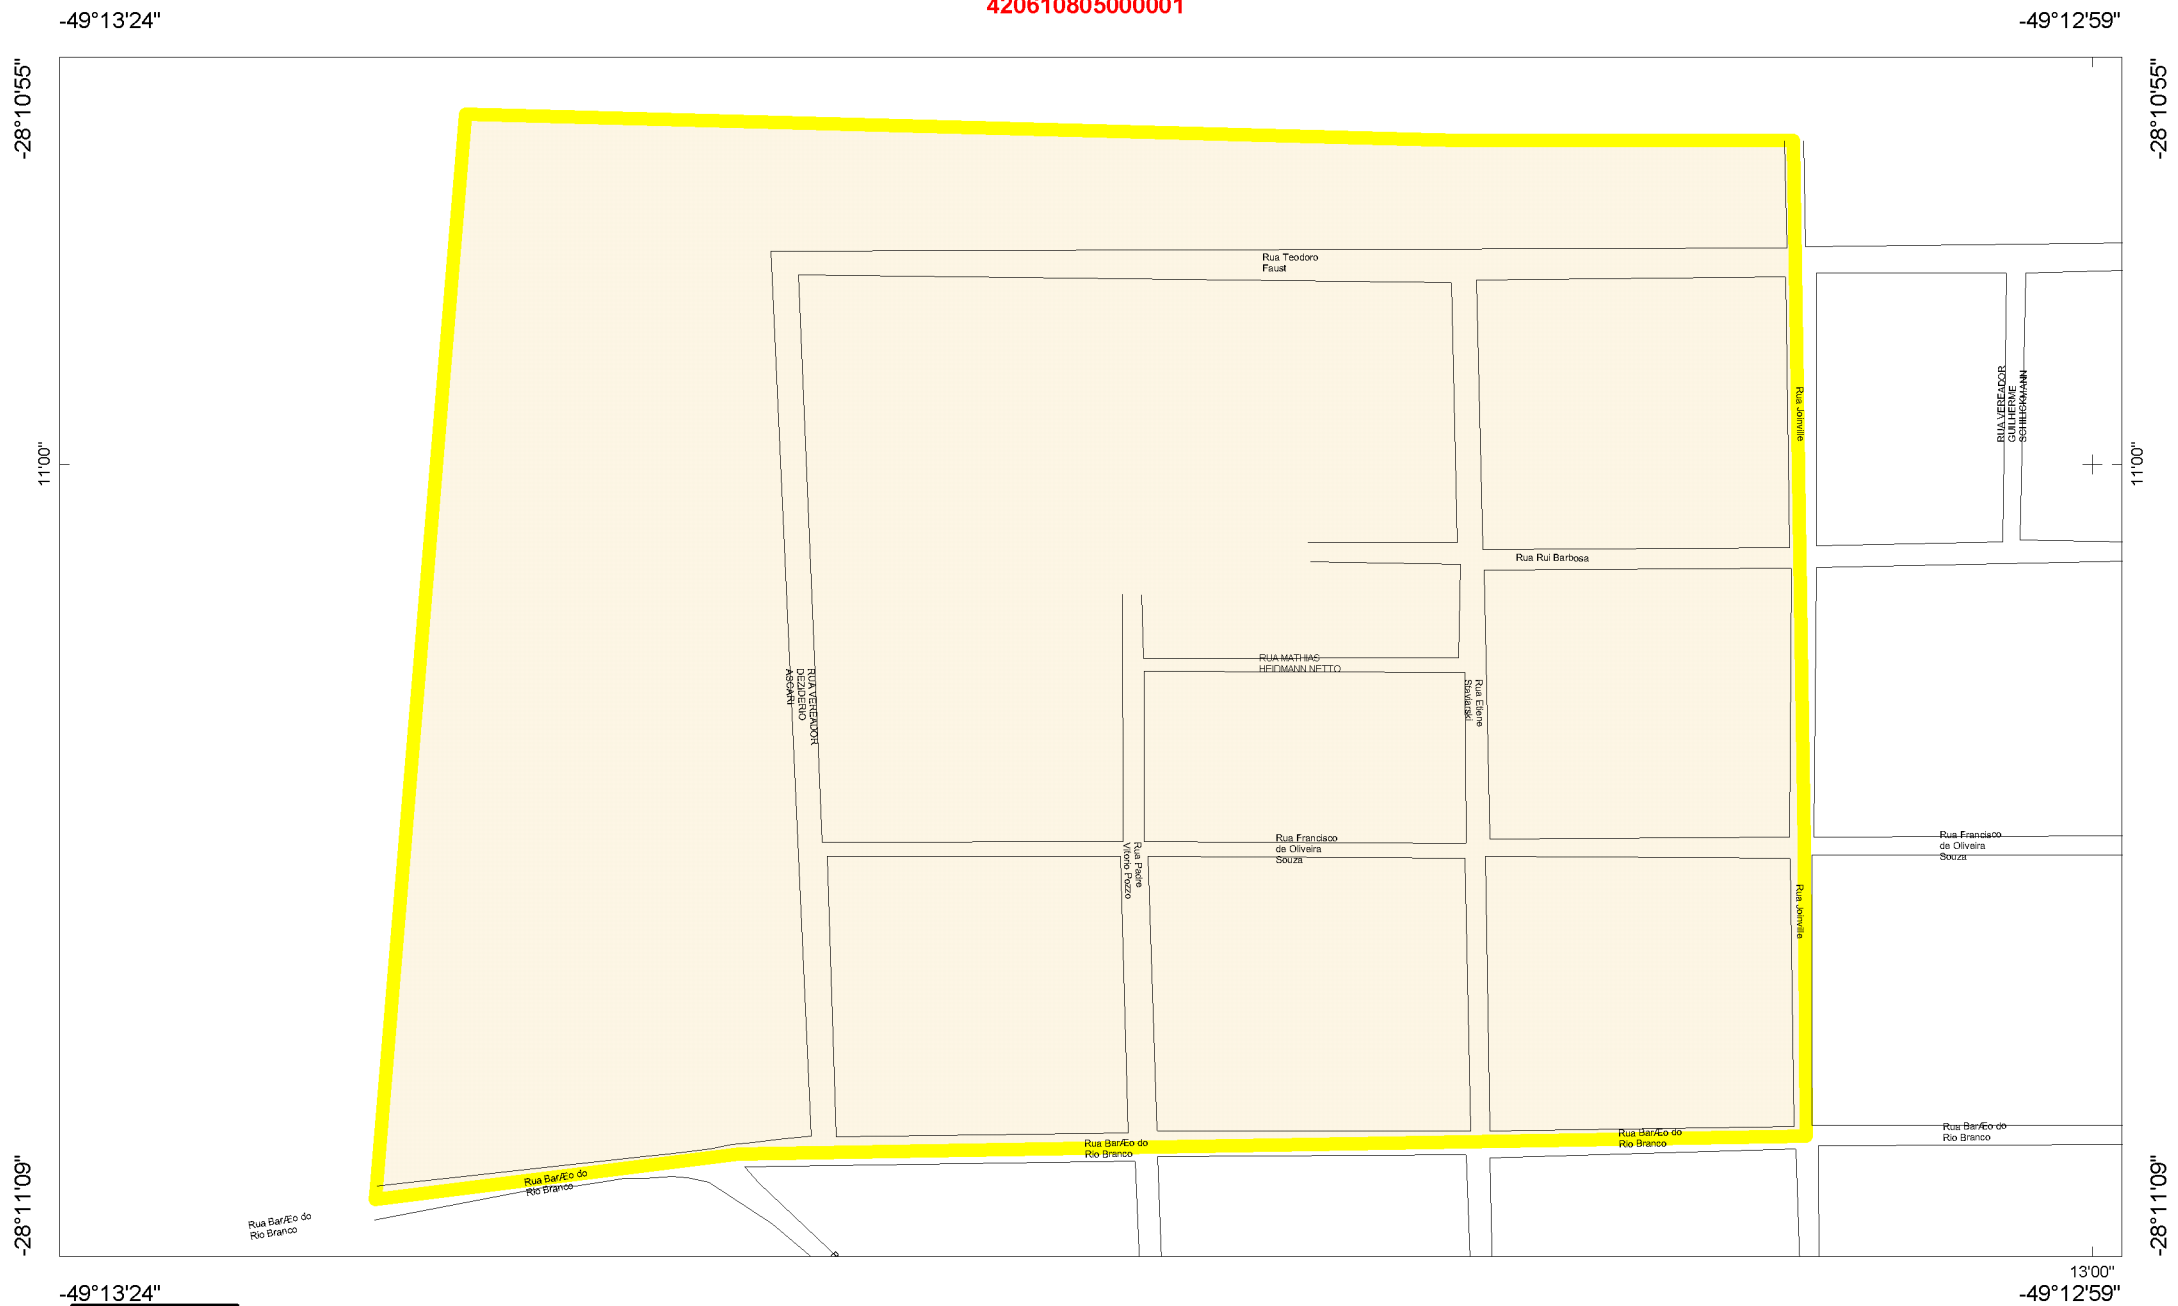 420610805000001
-49°13'24"
-49°12'59"
-28°10'55"
-28°10'55"
Rua Teodoro
Faust
Rua Joinville
RUA VEREADOR
GUILHERME
SCHLICKMANN
11'00"
11'00"
Rua Rui Barbosa
RUA MATHIAS
HEIDMANN NETTO
RUA VEREADOR
DEZIDERIO
ASCARI
Rua Etiene
Staviarski
Rua Francisco
de Oliveira
Souza
Rua Francisco
de Oliveira
Souza
Rua Padre
Vitorio Pozzo
Rua Joinville
Rua BarÆo do
Rio Branco
Rua BarÆo do
Rio Branco
Rua BarÆo do
Rio Branco
Rua BarÆo do
Rio Branco
Rua BarÆo do
Rio Branco
-28°11'09"
-28°11'09"
13'00"
-49°13'24"
-49°12'59"